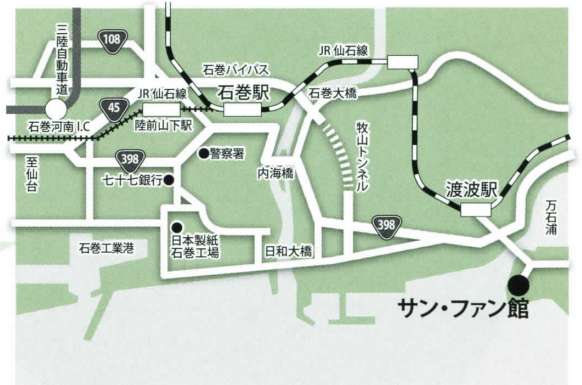 三陸自動車道
108
JR 仙石線
石巻バイパス
45
JR 仙石線
石巻駅
石巻大橋
石巻河南 I.C
陸前山下駅
至仙台
398
警察署
七十七銀行
内海橋
牧山トンネル
渡波駅
万石浦
398
日本製紙
石巻工場
石巻工業港
日和大橋
サン・ファン館